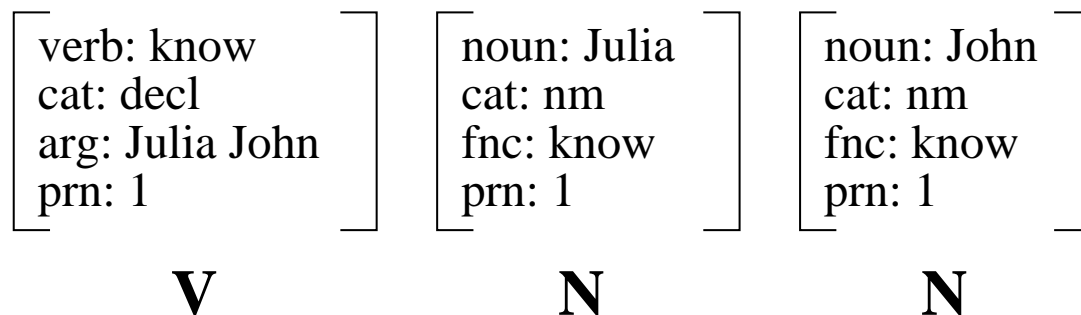 verb: know
cat: decl
arg: Julia John
prn: 1
V
noun: Julia
cat: nm
fnc: know
prn: 1
N
noun: John
cat: nm
fnc: know
prn: 1
N